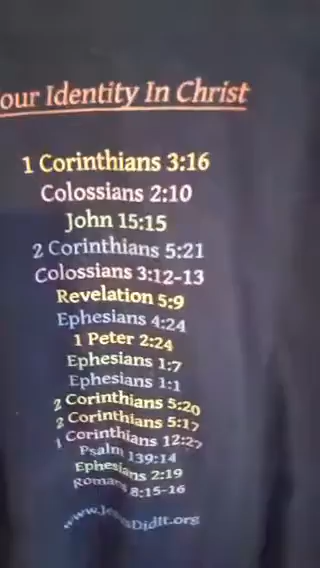 our Identity In Christ
1 Corinthians 3:16
Colossians 2:10
John 15:15
2 Corinthians 5:21
Colossians 3:12-13
Revelation 5:9
Ephesians 4:24
1 Peter 2:24
Ephesians 1:7
Ephesians 1:1
2 Corinthians 5:20
2 Corinthians 5:17
1 Corinthians 12:27
Psalm 139:14
Ephesians 2:19
Romans 8:15-16
www.JesusDidIt.org